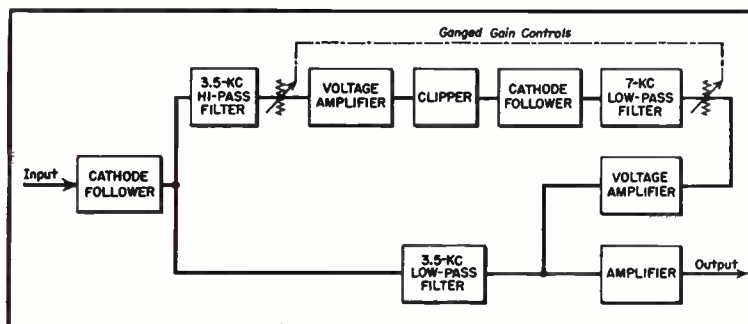 Ganged Gain Controls
3.5-KC
HI-PASS
FILTER
VOLTAGE
AMPLIFIER
CLIPPER
CATHODE
FOLLOWER
7-KC
LOW-PASS
FILTER
Input
CATHODE
FOLLOWER
VOLTAGE
AMPLIFIER
3.5-KC
LOW-PASS
FILTER
AMPLIFIER
Output